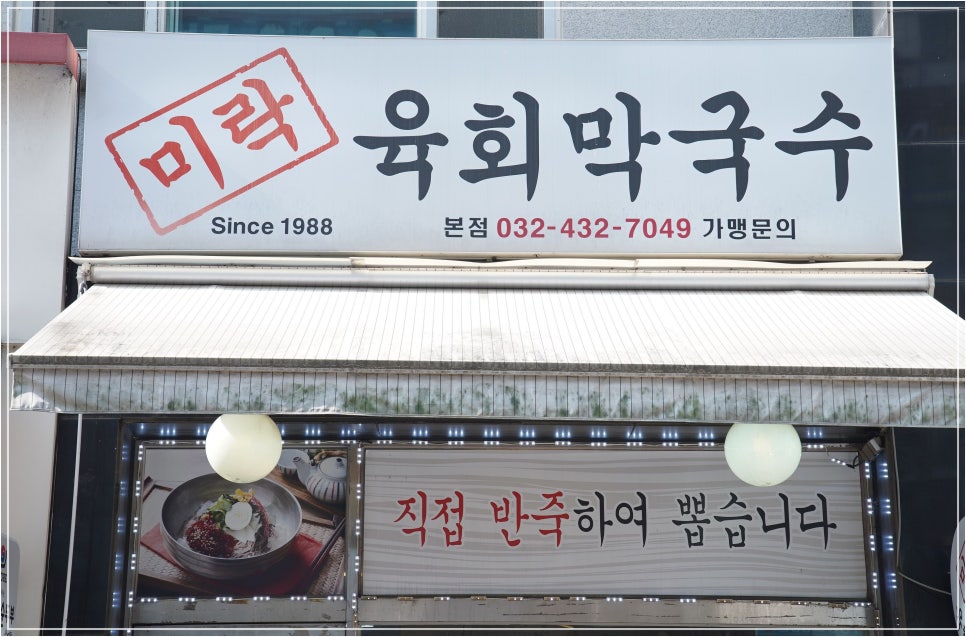 미락 육회막국수
Since 1988 본점 032-432-7049 가맹문의
직접 반죽하여 뽑습니다